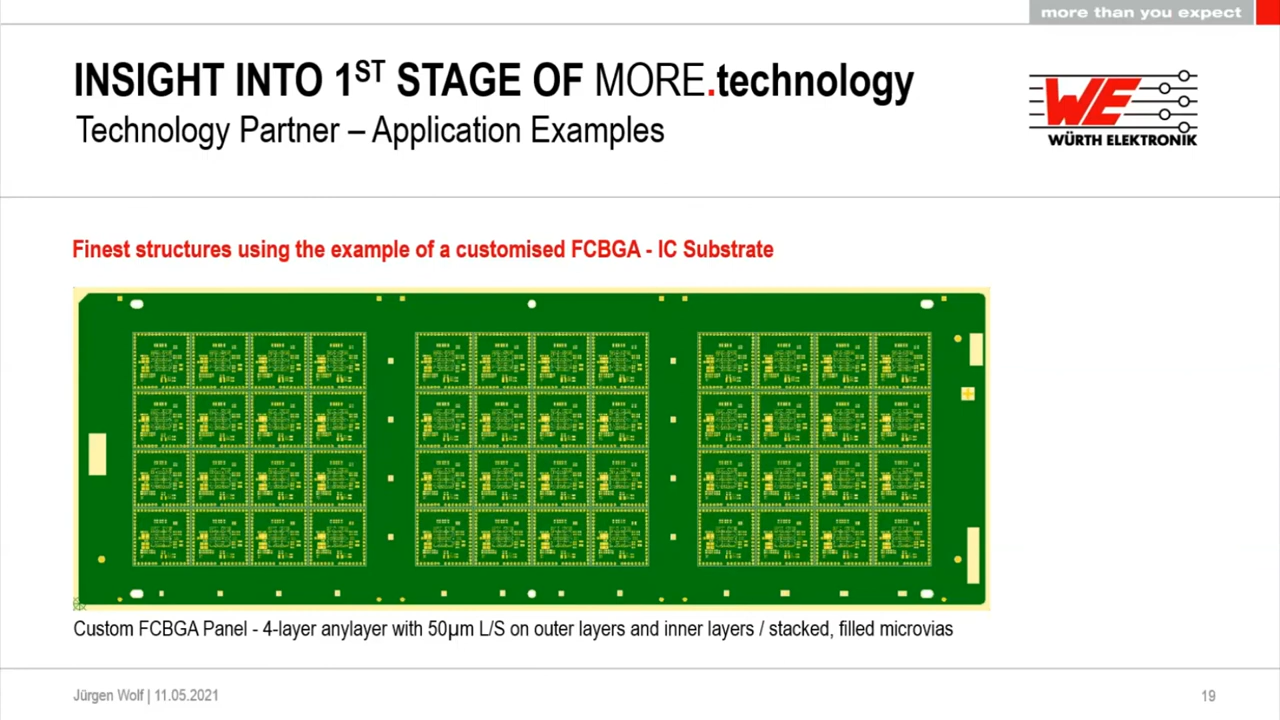 more than you expect
INSIGHT INTO 1ST STAGE OF MORE.technology
Technology Partner – Application Examples
WE
WÜRTH ELEKTRONIK
Finest structures using the example of a customised FCBGA - IC Substrate
Custom FCBGA Panel - 4-layer anylayer with 50µm L/S on outer layers and inner layers / stacked, filled microvias
Jürgen Wolf | 11.05.2021
19